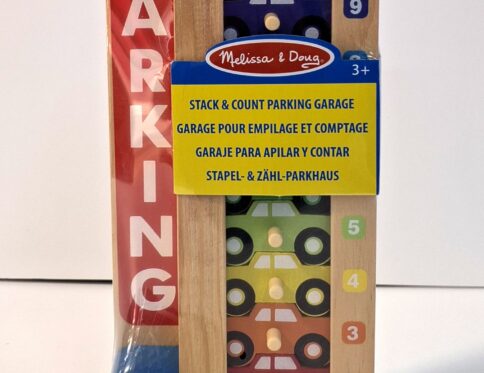 ARKING
9
Melissa & Doug
3+
STACK & COUNT PARKING GARAGE
GARAGE POUR EMPILAGE ET COMPTAGE
GARAJE PARA APILAR Y CONTAR
STAPEL- & ZÄHL-PARKHAUS
5
4
3